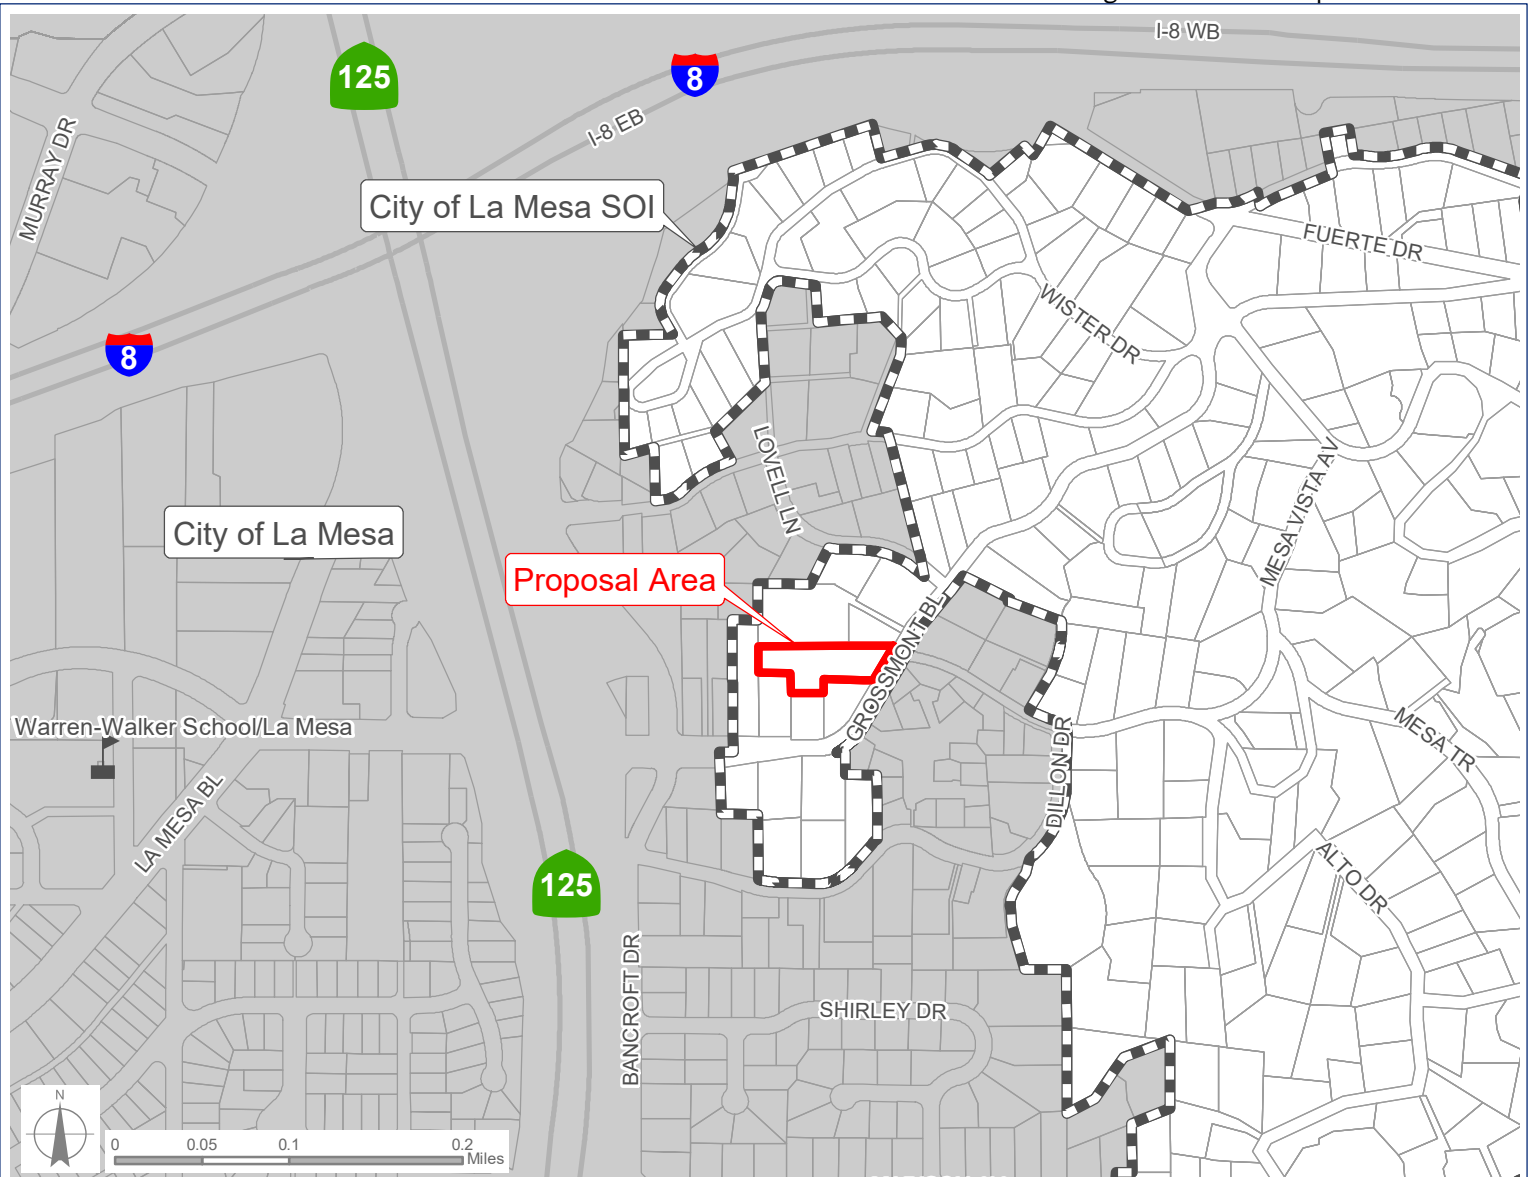 I-8 WB
125
8
I-8 EB
MURRAY DR
City of La Mesa SOI
FUERTE DR
WISTER DR
8
LOVELL LN
MESA VISTA AV
City of La Mesa
Proposal Area
GROSSMONT BL
Warren-Walker School/La Mesa
MESA TR
DILLON DR
LA MESA BL
ALTO DR
125
BANCROFT DR
SHIRLEY DR
N
0 0.05 0.1 0.2
Miles